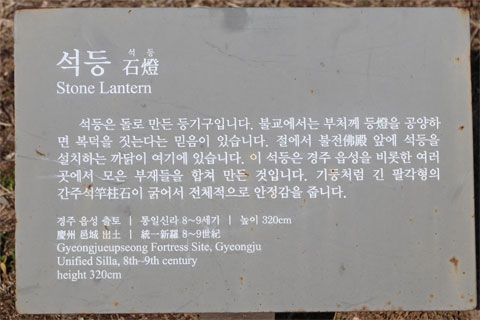 석등 石燈
석 등
Stone Lantern
석등은 돌로 만든 등기구입니다. 불교에서는 부처께 등燈을 공양하
면 복덕을 짓는다는 믿음이 있습니다. 절에서 불전佛殿 앞에 석등을
설치하는 까닭이 여기에 있습니다. 이 석등은 경주 읍성을 비롯한 여러
곳에서 모은 부재들을 합쳐 만든 것입니다. 기둥처럼 긴 팔각형의
간주석竿柱石이 굵어서 전체적으로 안정감을 줍니다.
경주 읍성 출토 | 통일신라 8~9세기 | 높이 320cm
慶州 邑城 出土 | 統一新羅 8~9世紀
Gyeongjueupseong Fortress Site, Gyeongju
Unified Silla, 8th-9th century
height 320cm